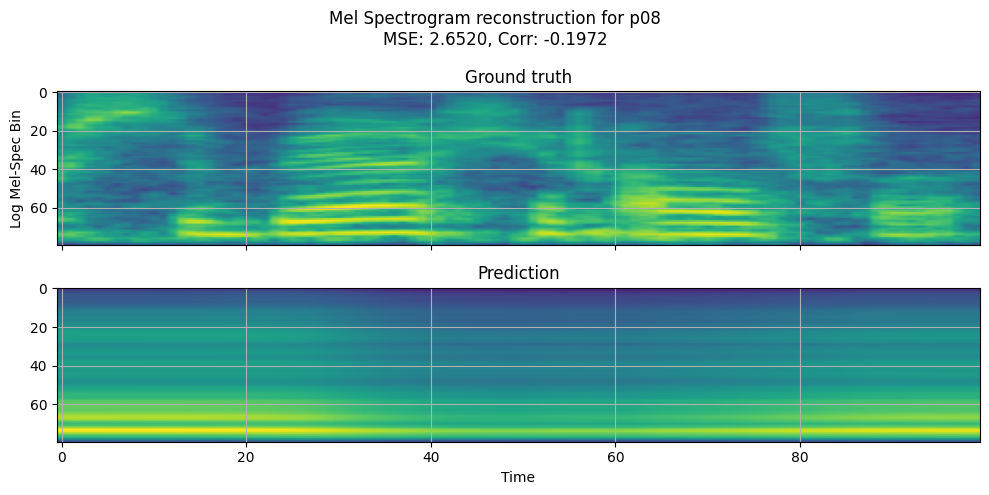 Mel Spectrogram reconstruction for p08
MSE: 2.6520, Corr: -0.1972
Ground truth
Log Mel-Spec Bin
0
20
40
60
Prediction
0
20
40
60
0 20 40 60 80
Time